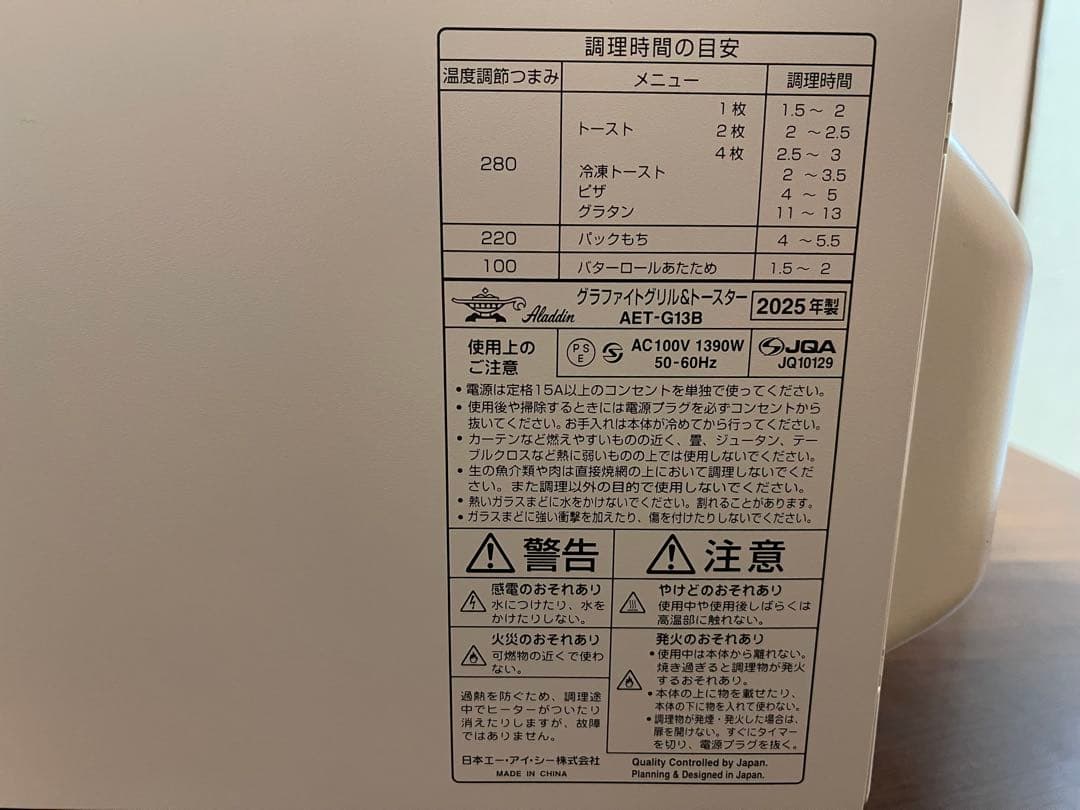 調理時間の目安
温度調節つまみ メニュー 調理時間
280 トースト 1枚 1.5～ 2
2枚 2 ～2.5
4枚 2.5～ 3
冷凍トースト 2 ～3.5
ピザ 4 ～ 5
グラタン 11～13
220 パックもち 4 ～5.5
100 バターロールあたため 1.5～ 2
Aladdin
グラファイトグリル&トースター
AET-G13B
2025年製
使用上の
ご注意
PSE
AC100V 1390W
50-60Hz
JQA
JQ10129
・電源は定格15A以上のコンセントを単独で使ってください。
・使用後や掃除するときには電源プラグを必ずコンセントから
抜いてください。お手入れは本体が冷めてから行ってください。
・カーテンなど燃えやすいものの近く、畳、ジュータン、テー
ブルクロスなど熱に弱いものの上では使用しないでください。
・生の魚介類や肉は直接焼網の上において調理しないでくだ
さい。また調理以外の目的で使用しないでください。
・熱いガラスまどに水をかけないでください。割れることがあります。
・ガラスまどに強い衝撃を加えたり、傷を付けたりしないでください。
警告
感電のおそれあり
水につけたり、水を
かけたりしない。
火災のおそれあり
可燃物の近くで使わ
ない。
過熱を防ぐため、調理途
中でヒーターがついたり
消えたりしますが、故障
ではありません。
注意
やけどのおそれあり
使用中や使用後しばらくは
高温部に触れない。
発火のおそれあり
・使用中は本体から離れない。
焼き過ぎると調理物が発火
するおそれあり。
・本体の上に物を載せたり、
本体の下に物を入れて使わない。
・調理物が発煙・発火した場合は、
扉を開けない。すぐにタイマー
を切り、電源プラグを抜く。
日本エー・アイ・シー株式会社
MADE IN CHINA
Quality Controlled by Japan.
Planning & Designed in Japan.